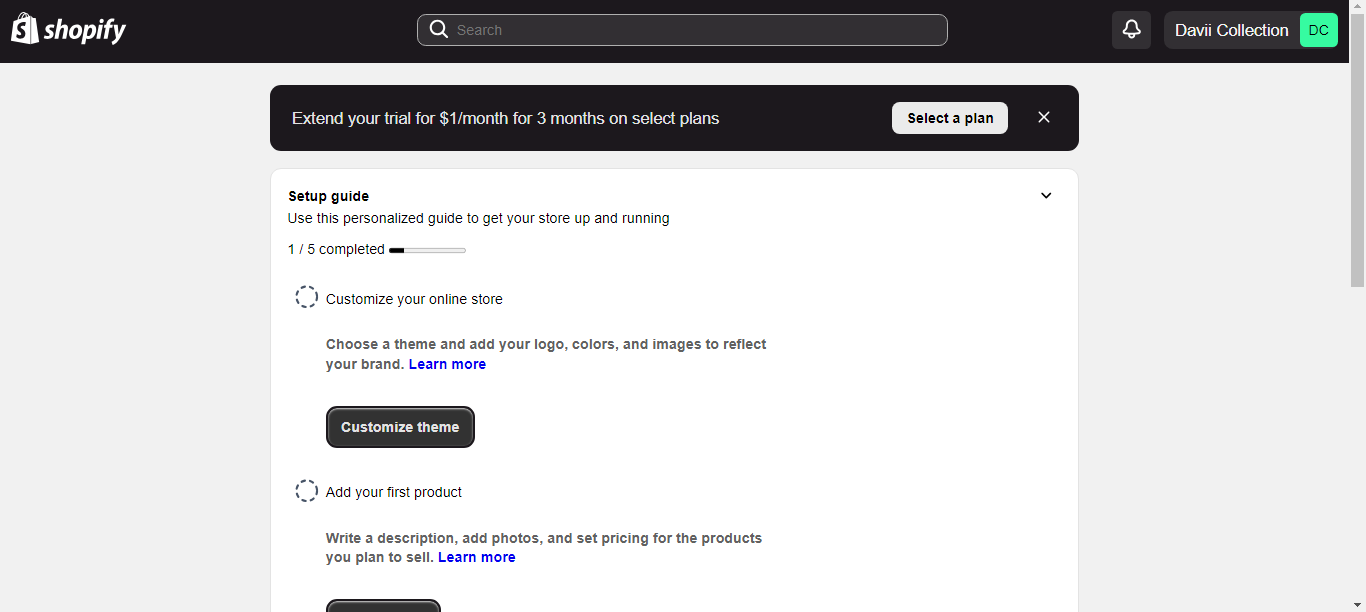 shopify
Search
Davii Collection
DC
Extend your trial for $1/month for 3 months on select plans
Select a plan
Setup guide
Use this personalized guide to get your store up and running
1 / 5 completed
Customize your online store
Choose a theme and add your logo, colors, and images to reflect
your brand. Learn more
Customize theme
Add your first product
Write a description, add photos, and set pricing for the products
you plan to sell. Learn more